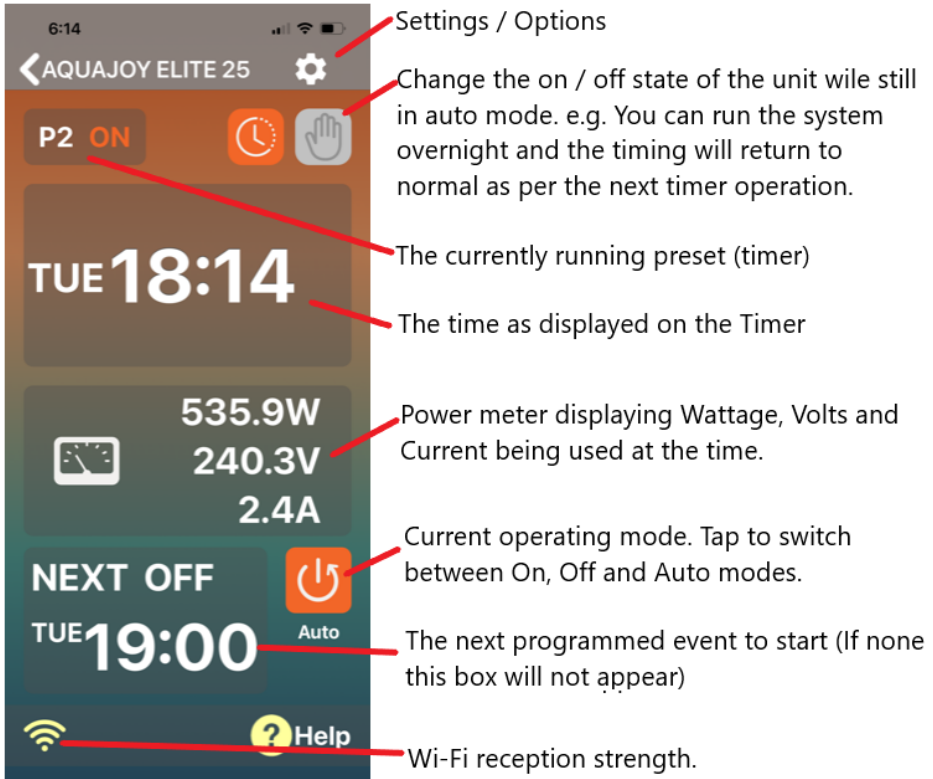 6:14
AQUAJOY ELITE 25
P2 ON
TUE 18:14
535.9W
240.3V
2.4A
NEXT OFF
TUE 19:00
Auto
? Help
Settings / Options
Change the on / off state of the unit wile still
in auto mode. e.g. You can run the system
overnight and the timing will return to
normal as per the next timer operation.
The currently running preset (timer)
The time as displayed on the Timer
Power meter displaying Wattage, Volts and
Current being used at the time.
Current operating mode. Tap to switch
between On, Off and Auto modes.
The next programmed event to start (If none
this box will not appear)
Wi-Fi reception strength.